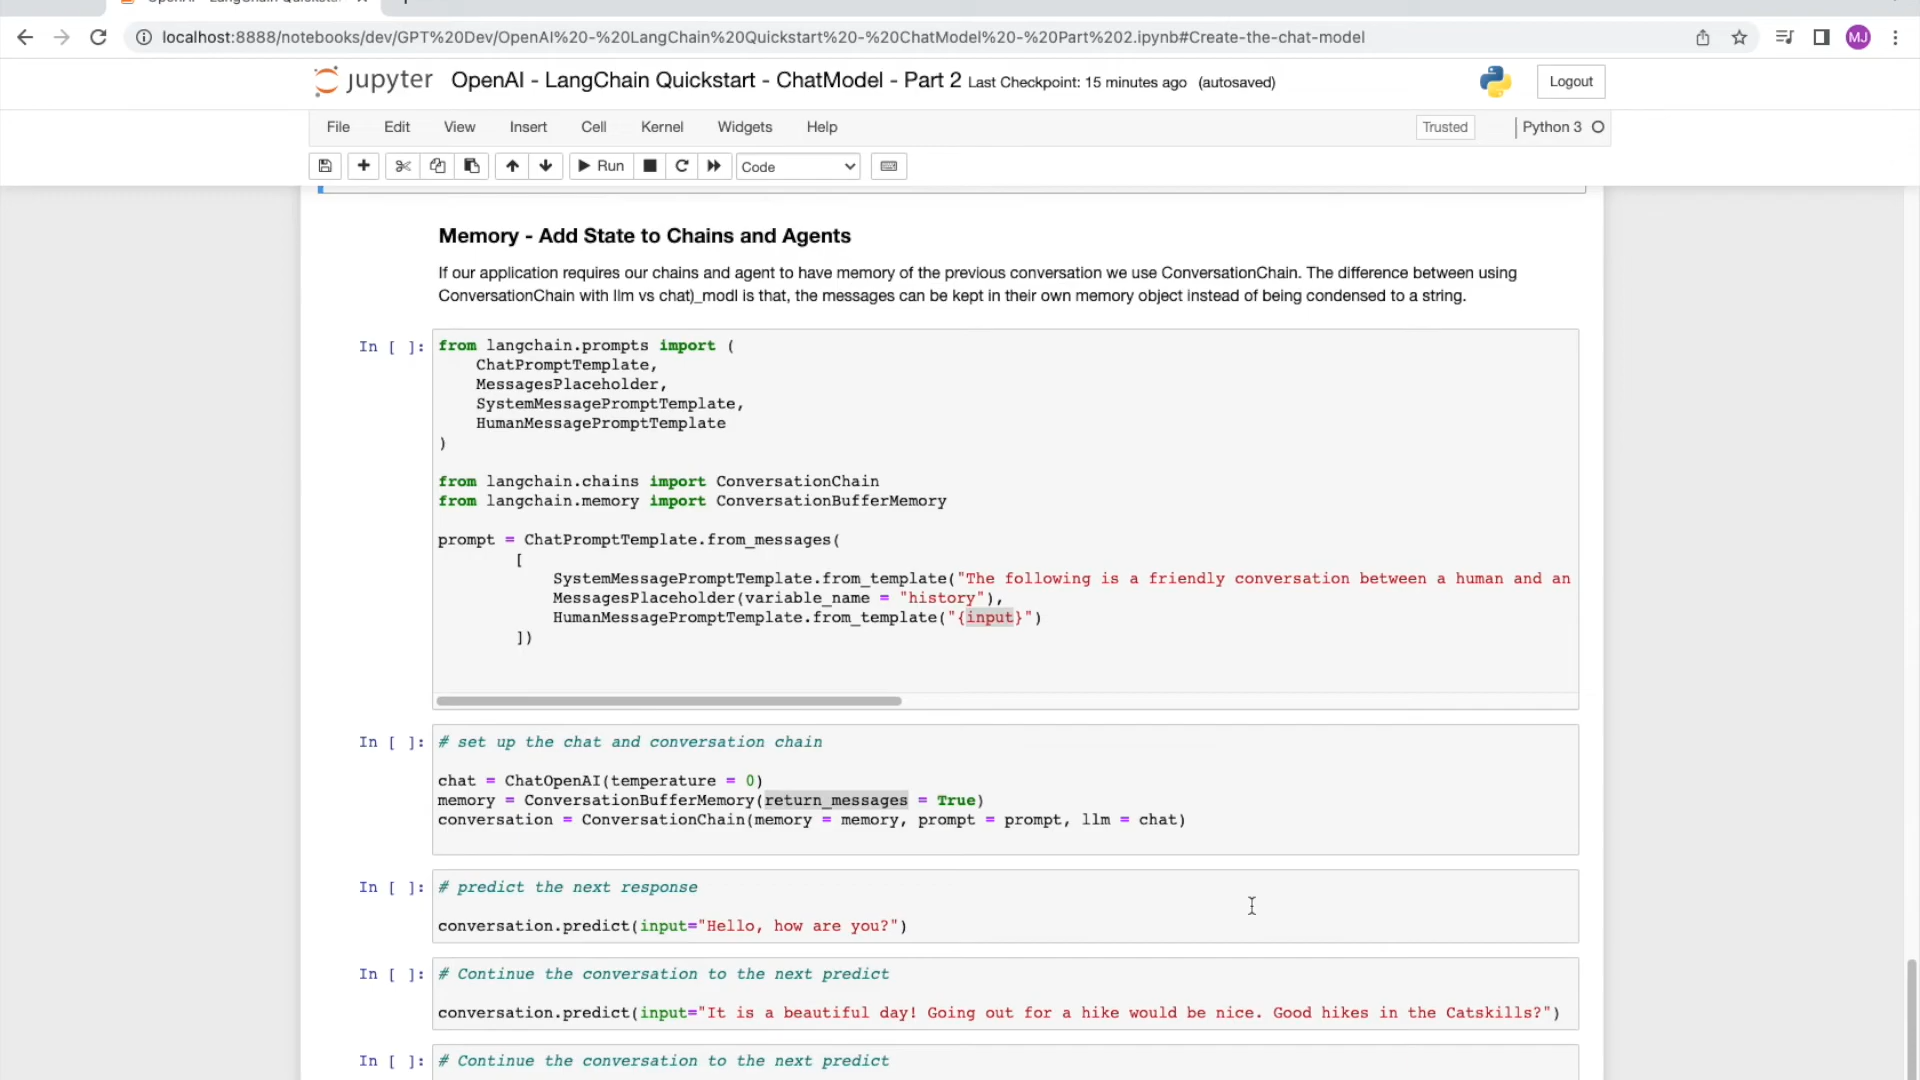 localhost:8888/notebooks/dev/GPT%20Dev/OpenAI%20-%20LangChain%20Quickstart%20-%20ChatModel%20-%20Part%202.ipynb#Create-the-chat-model
MJ
jupyter OpenAI - LangChain Quickstart - ChatModel - Part 2 Last Checkpoint: 15 minutes ago (autosaved)
Logout
File Edit View Insert Cell Kernel Widgets Help
Trusted
Python 3
Run
Code
Memory - Add State to Chains and Agents
If our application requires our chains and agent to have memory of the previous conversation we use ConversationChain. The difference between using
ConversationChain with llm vs chat)_modl is that, the messages can be kept in their own memory object instead of being condensed to a string.
In [ ]: from langchain.prompts import (
ChatPromptTemplate,
MessagesPlaceholder,
SystemMessagePromptTemplate,
HumanMessagePromptTemplate
)
from langchain.chains import ConversationChain
from langchain.memory import ConversationBufferMemory
prompt = ChatPromptTemplate.from_messages(
[
SystemMessagePromptTemplate.from_template("The following is a friendly conversation between a human and an
MessagesPlaceholder(variable_name = "history"),
HumanMessagePromptTemplate.from_template("{input}")
])
In [ ]: # set up the chat and conversation chain
chat = ChatOpenAI(temperature = 0)
memory = ConversationBufferMemory(return_messages = True)
conversation = ConversationChain(memory = memory, prompt = prompt, llm = chat)
In [ ]: # predict the next response
conversation.predict(input="Hello, how are you?")
In [ ]: # Continue the conversation to the next predict
conversation.predict(input="It is a beautiful day! Going out for a hike would be nice. Good hikes in the Catskills?")
In [ ]: # Continue the conversation to the next predict